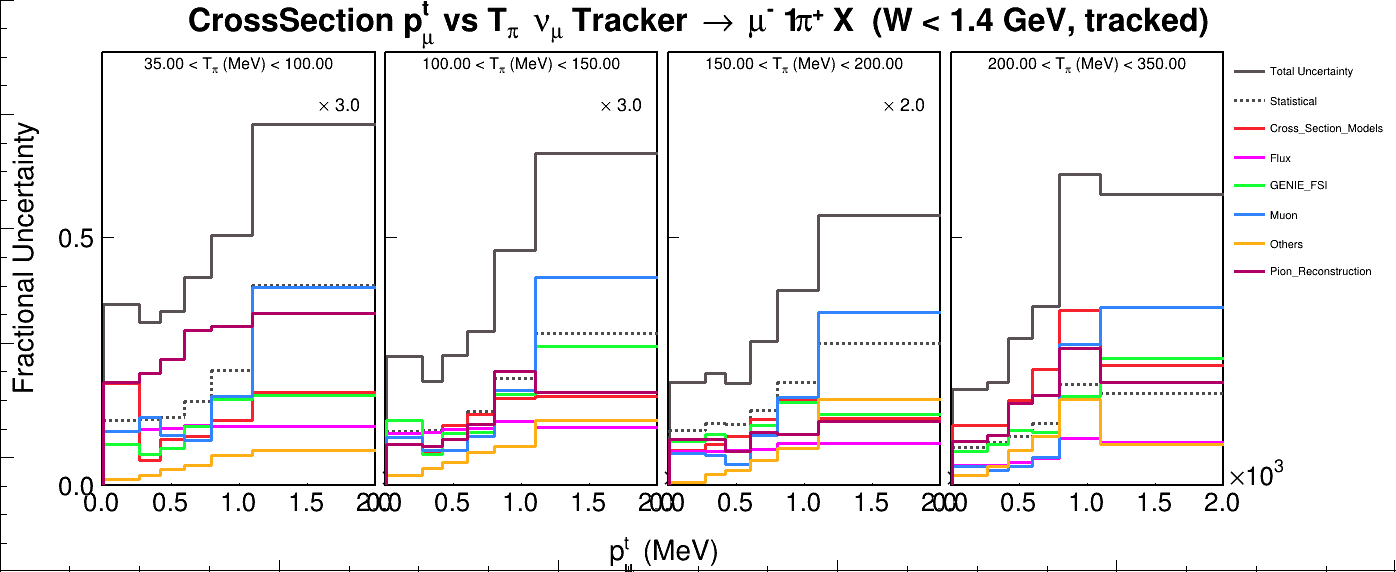 CrossSection p_μ^t vs T_π ν_μ Tracker → μ⁻ 1π⁺ X (W < 1.4 GeV, tracked)
35.00 < T_π (MeV) < 100.00
100.00 < T_π (MeV) < 150.00
150.00 < T_π (MeV) < 200.00
200.00 < T_π (MeV) < 350.00
× 3.0
× 3.0
× 2.0
Total Uncertainty
Statistical
Cross_Section_Models
Flux
GENIE_FSI
Muon
Others
Pion_Reconstruction
Fractional Uncertainty
0.5
0.0
0.0 0.5 1.0 1.5 2.0
0.0 0.5 1.0 1.5 2.0
0.0 0.5 1.0 1.5 2.0
0.0 0.5 1.0 1.5 2.0
×10³
p_μ^t (MeV)